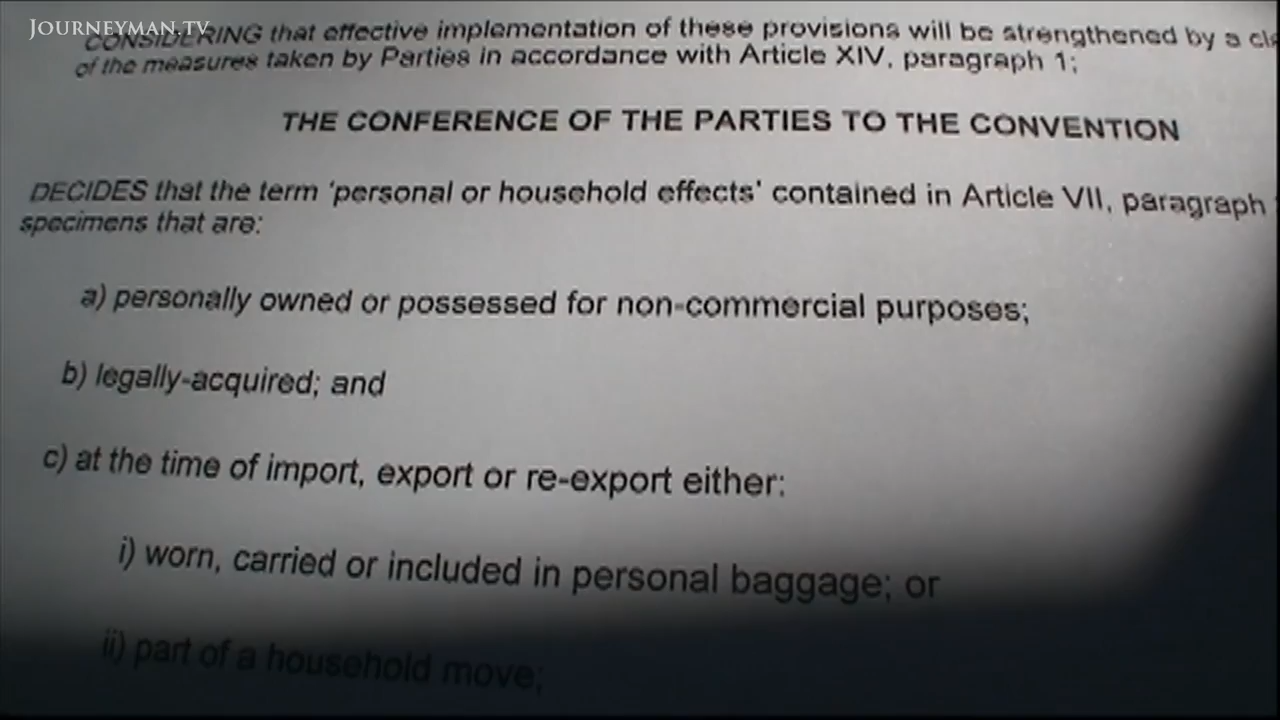 JOURNEYMAN.TV
CONSIDERING that effective implementation of these provisions will be strengthened by a
of the measures taken by Parties in accordance with Article XIV, paragraph 1;
THE CONFERENCE OF THE PARTIES TO THE CONVENTION
DECIDES that the term 'personal or household effects' contained in Article VII, paragraph
specimens that are:
a) personally owned or possessed for non-commercial purposes;
b) legally-acquired; and
c) at the time of import, export or re-export either:
i) worn, carried or included in personal baggage; or
ii) part of a household move;